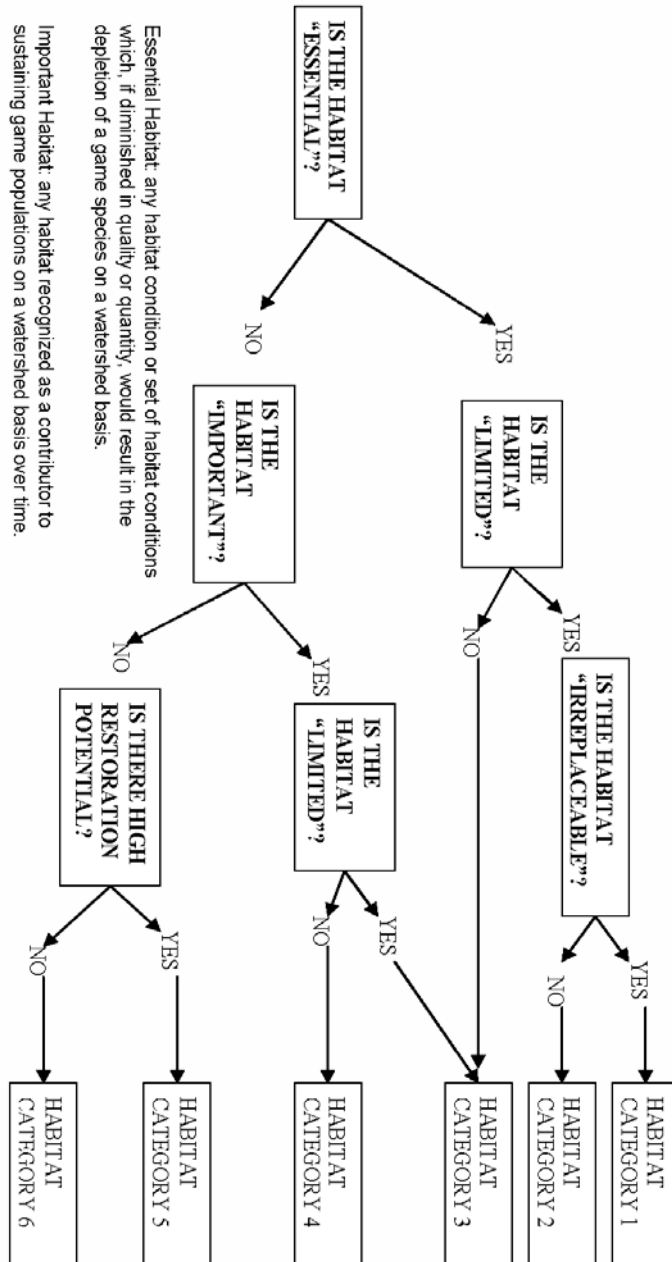 IS THE HABITAT
“ESSENTIAL”?
YES
NO
IS THE
HABITAT
“LIMITED”?
YES
NO
IS THE HABITAT
“IRREPLACEABLE”?
YES
NO
HABITAT
CATEGORY 1
HABITAT
CATEGORY 2
HABITAT
CATEGORY 3
IS THE
HABITAT
“IMPORTANT”?
YES
NO
IS THE
HABITAT
“LIMITED”?
YES
NO
HABITAT
CATEGORY 4
IS THERE HIGH
RESTORATION
POTENTIAL?
YES
NO
HABITAT
CATEGORY 5
HABITAT
CATEGORY 6
Essential Habitat: any habitat condition or set of habitat conditions
which, if diminished in quality or quantity, would result in the
depletion of a game species on a watershed basis.
Important Habitat: any habitat recognized as a contributor to
sustaining game populations on a watershed basis over time.